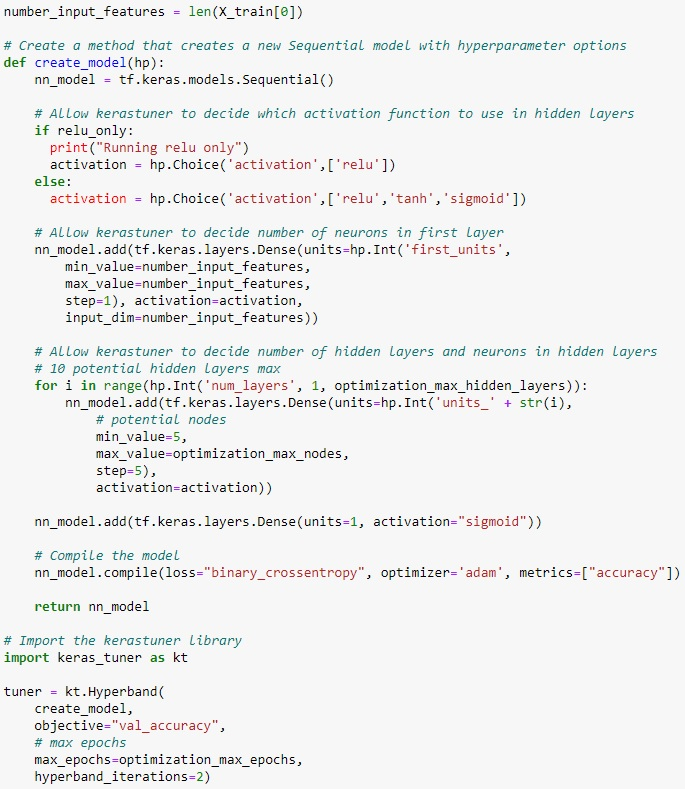 number_input_features = len(X_train[0])
# Create a method that creates a new Sequential model with hyperparameter options
def create_model(hp):
    nn_model = tf.keras.models.Sequential()
    # Allow kerastuner to decide which activation function to use in hidden layers
    if relu_only:
      print("Running relu only")
      activation = hp.Choice('activation',['relu'])
    else:
      activation = hp.Choice('activation',['relu','tanh','sigmoid'])
    # Allow kerastuner to decide number of neurons in first layer
    nn_model.add(tf.keras.layers.Dense(units=hp.Int('first_units',
        min_value=number_input_features,
        max_value=number_input_features,
        step=1), activation=activation,
        input_dim=number_input_features))
    # Allow kerastuner to decide number of hidden layers and neurons in hidden layers
    # 10 potential hidden layers max
    for i in range(hp.Int('num_layers', 1, optimization_max_hidden_layers)):
        nn_model.add(tf.keras.layers.Dense(units=hp.Int('units_' + str(i),
            # potential nodes
            min_value=5,
            max_value=optimization_max_nodes,
            step=5),
            activation=activation))
    nn_model.add(tf.keras.layers.Dense(units=1, activation="sigmoid"))
    # Compile the model
    nn_model.compile(loss="binary_crossentropy", optimizer='adam', metrics=["accuracy"])
    return nn_model
# Import the kerastuner library
import keras_tuner as kt
tuner = kt.Hyperband(
    create_model,
    objective="val_accuracy",
    # max epochs
    max_epochs=optimization_max_epochs,
    hyperband_iterations=2)